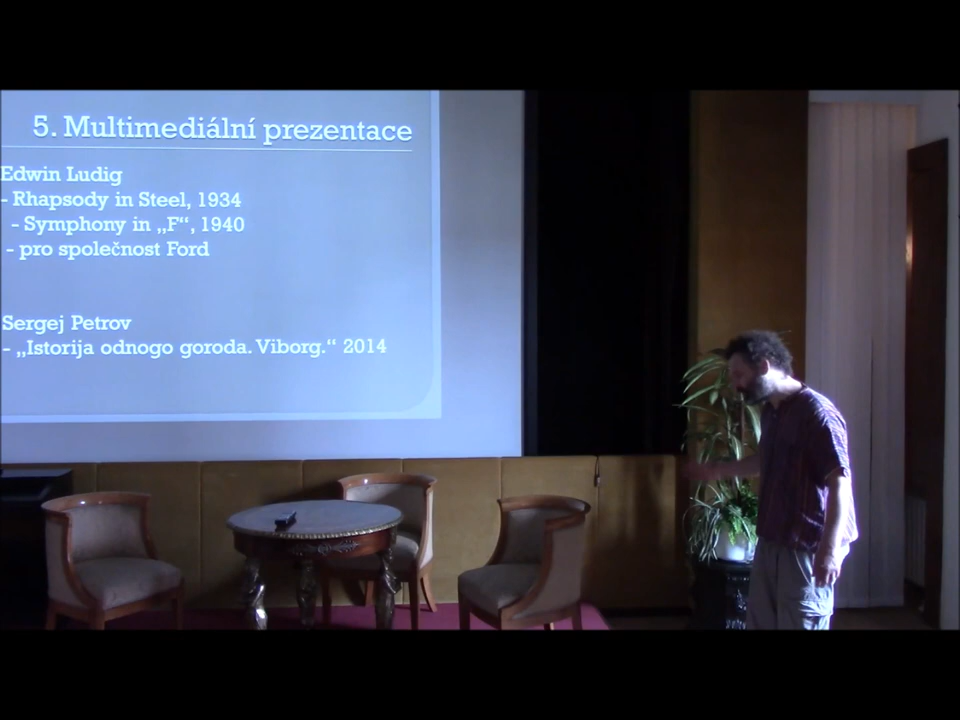 5. Multimediální prezentace
Edwin Ludig
- Rhapsody in Steel, 1934
- Symphony in „F“, 1940
- pro společnost Ford
Sergej Petrov
- „Istorija odnogo goroda. Viborg.“ 2014